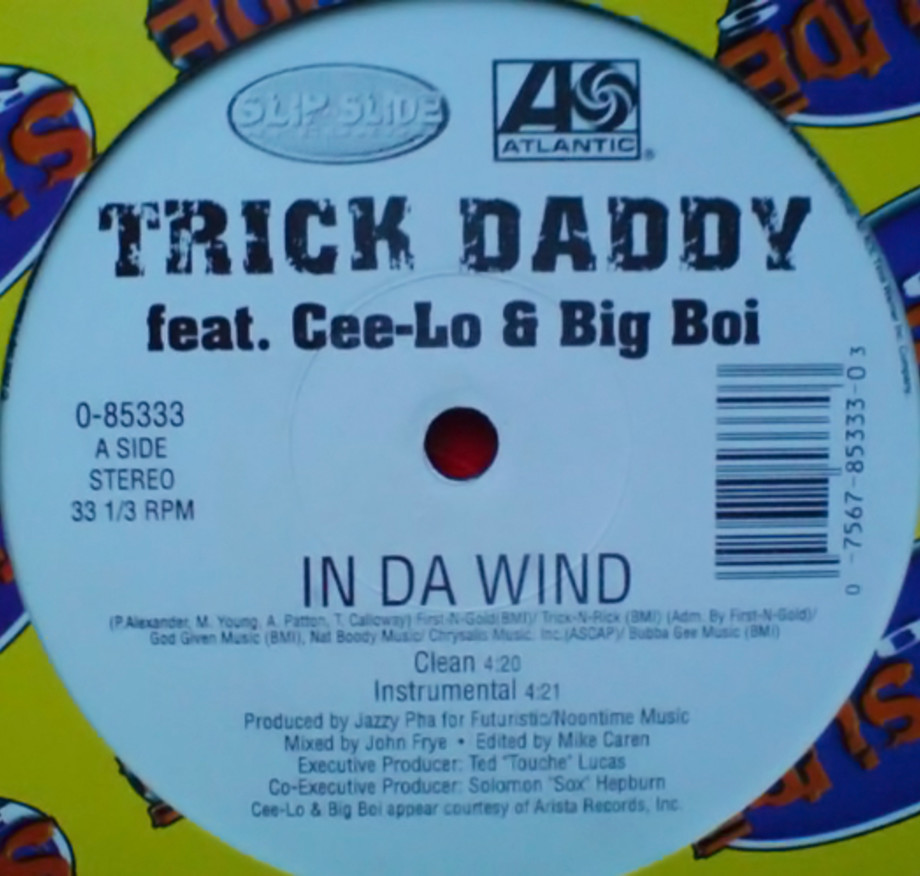 SLIP-SLIDE
ATLANTIC
TRICK DADDY
feat. Cee-Lo & Big Boi
0-85333
A SIDE
STEREO
33 1/3 RPM
0 -7567-85333-0 3
IN DA WIND
(P.Alexander, M. Young, A. Patton, T. Calloway) First-N-Gold(BMI)/ Trick-N-Rick (BMI) (Adm. By First-N-Gold)/
God Given Music (BMI), Nat Boody Music/ Chrysalis Music. Inc.(ASCAP)/ Bubba Gee Music (BMI)
Clean 4:20
Instrumental 4:21
Produced by Jazzy Pha for Futuristic/Noontime Music
Mixed by John Frye • Edited by Mike Caren
Executive Producer: Ted "Touche" Lucas
Co-Executive Producer: Solomon "Sox" Hepburn
Cee-Lo & Big Boi appear courtesy of Arista Records, Inc.